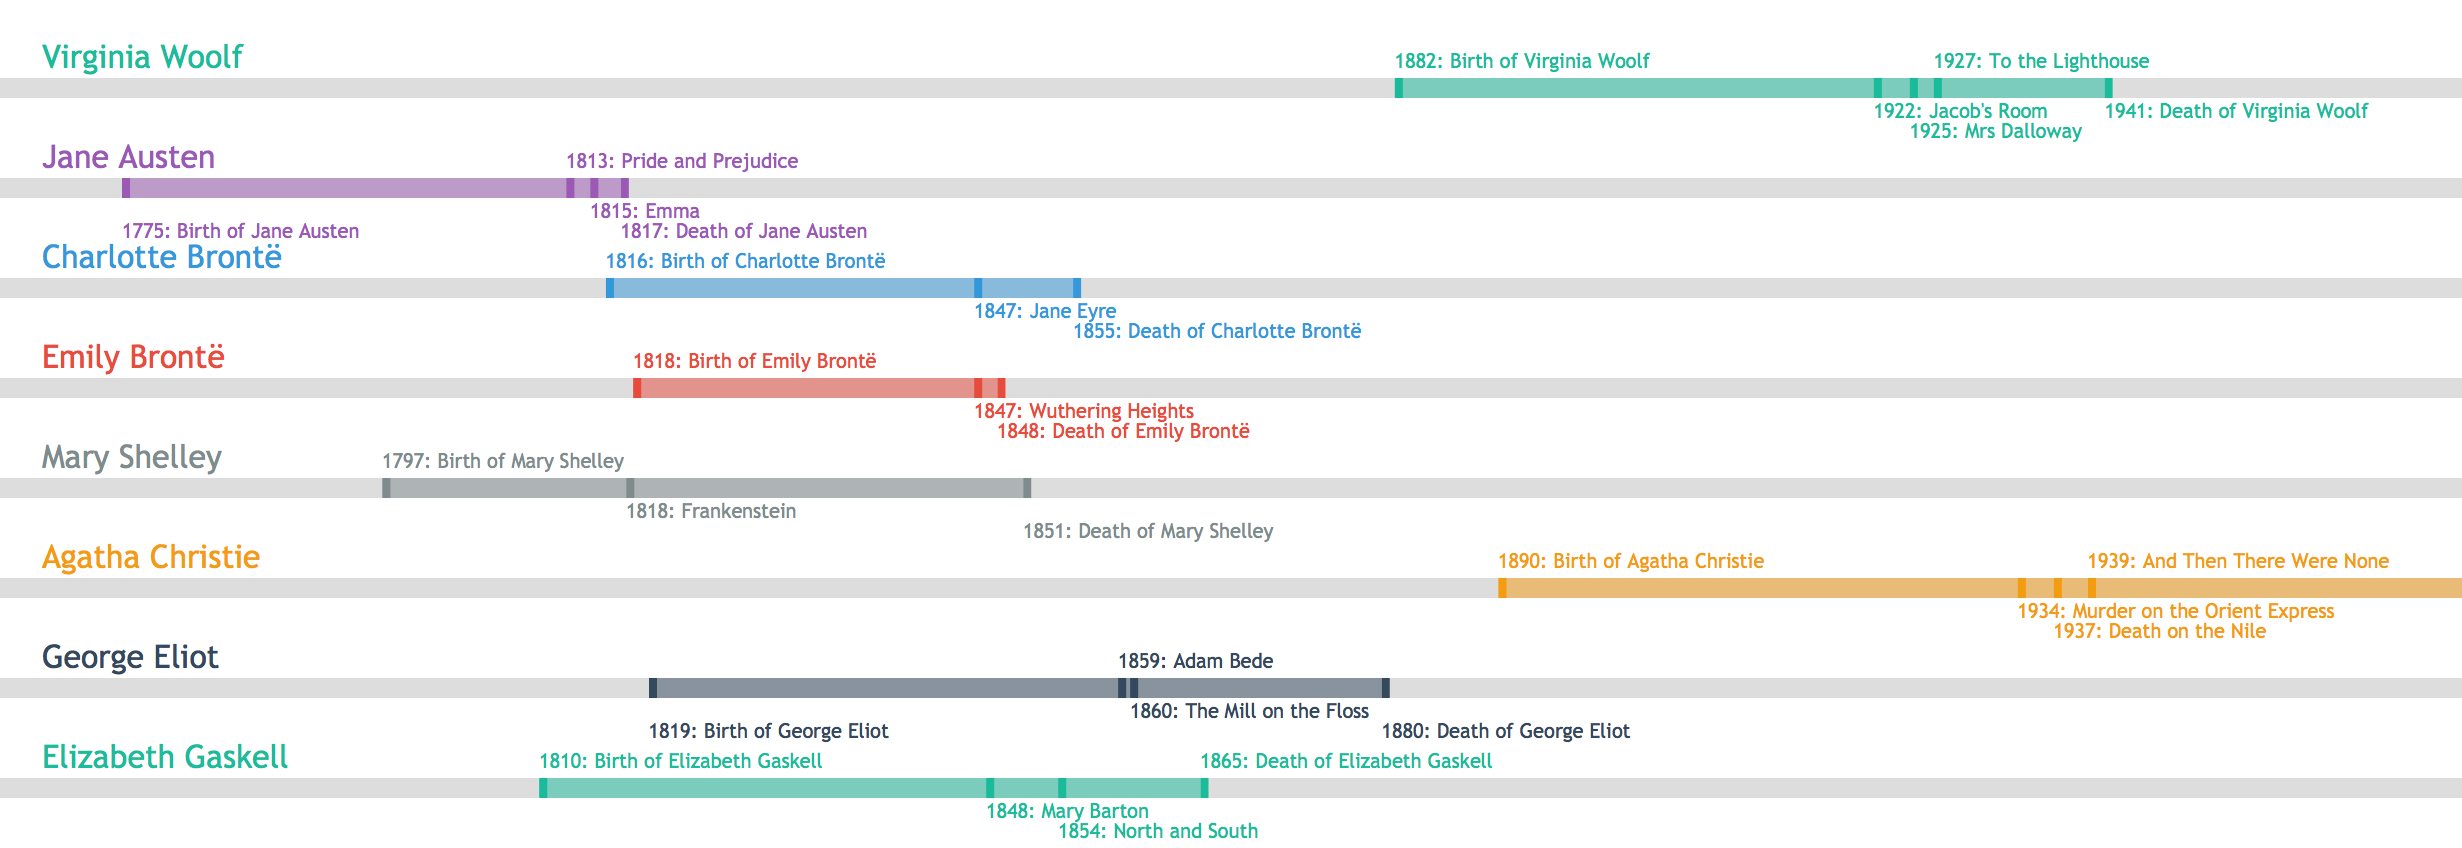 Virginia Woolf
1882: Birth of Virginia Woolf
1927: To the Lighthouse
1922: Jacob's Room
1941: Death of Virginia Woolf
1925: Mrs Dalloway
Jane Austen
1813: Pride and Prejudice
1815: Emma
1775: Birth of Jane Austen
1817: Death of Jane Austen
Charlotte Brontë
1816: Birth of Charlotte Brontë
1847: Jane Eyre
1855: Death of Charlotte Brontë
Emily Brontë
1818: Birth of Emily Brontë
1847: Wuthering Heights
1848: Death of Emily Brontë
Mary Shelley
1797: Birth of Mary Shelley
1818: Frankenstein
1851: Death of Mary Shelley
Agatha Christie
1890: Birth of Agatha Christie
1939: And Then There Were None
1934: Murder on the Orient Express
1937: Death on the Nile
George Eliot
1859: Adam Bede
1860: The Mill on the Floss
1819: Birth of George Eliot
1880: Death of George Eliot
Elizabeth Gaskell
1810: Birth of Elizabeth Gaskell
1865: Death of Elizabeth Gaskell
1848: Mary Barton
1854: North and South